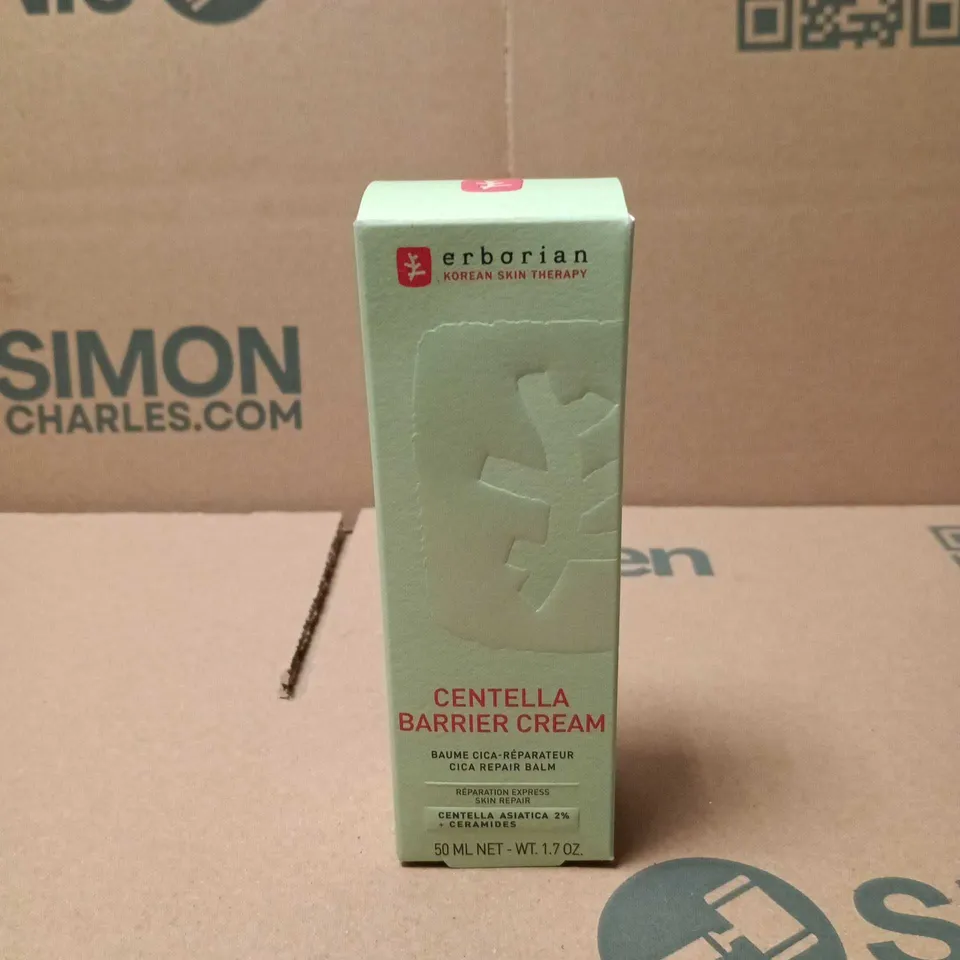 SIMON
CHARLES.COM
erborian
KOREAN SKIN THERAPY
CENTELLA
BARRIER CREAM
BAUME CICA-RÉPARATEUR
CICA REPAIR BALM
RÉPARATION EXPRESS
SKIN REPAIR
CENTELLA ASIATICA 2%
+ CERAMIDES
50 ML NET - WT. 1.7 OZ.